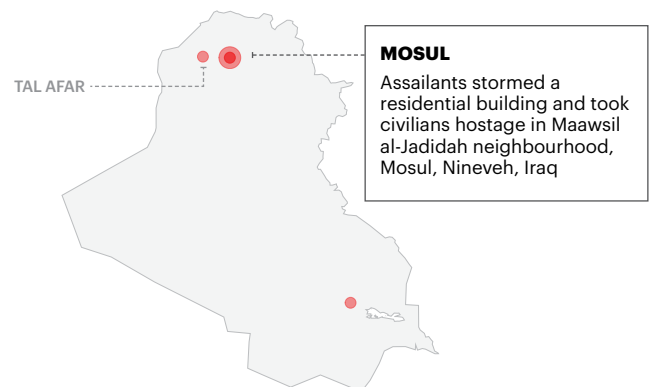 MOSUL
Assailants stormed a
residential building and took
civilians hostage in Maawsil
al-Jadidah neighbourhood,
Mosul, Nineveh, Iraq
TAL AFAR